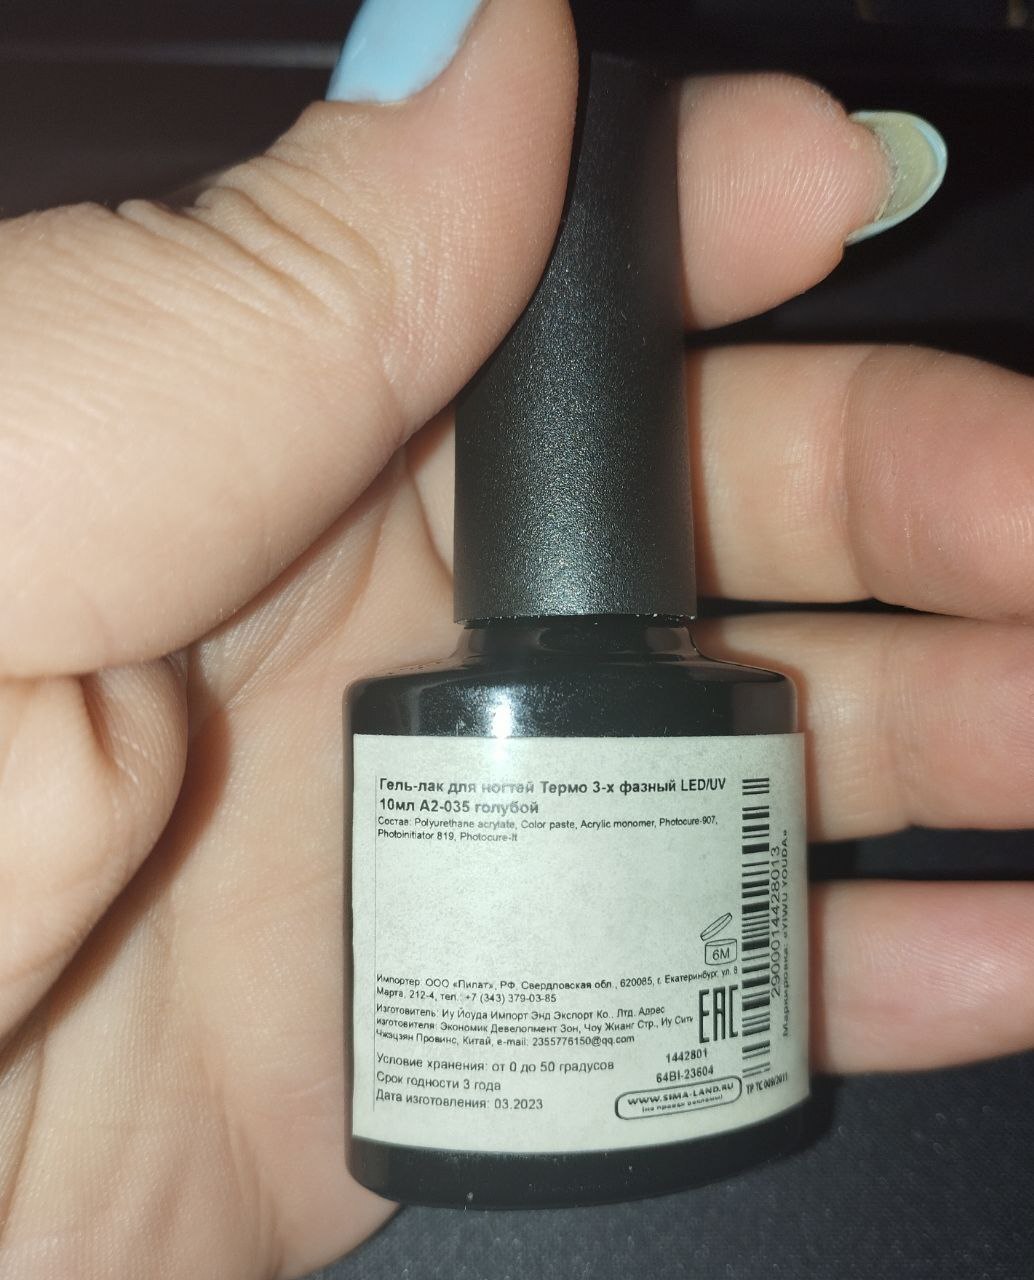 Гель-лак для ногтей Термо 3-х фазный LED/UV
10мл А2-035 голубой
Состав: Polyurethane acrylate, Color paste, Acrylic monomer, Photocure-907,
Photoinitiator 819, Photocure-It
6M
Импортер: ООО «Пилат», РФ, Свердловская обл., 620085, г. Екатеринбург, ул. 8
Марта, 212-4, тел.: +7 (343) 379-03-85
Изготовитель: Иу Йоуда Импорт Энд Экспорт Ко., Лтд. Адрес
изготовителя: Экономик Девелопмент Зон, Чоу Жианг Стр., Иу Сити
Чжэцзян Провинс, Китай, e-mail: 2355776150@qq.com
EAC
Условие хранения: от 0 до 50 градусов
Срок годности 3 года
Дата изготовления: 03.2023
1442801
64BI-23604
WWW.SIMA-LAND.RU
(на правах рекламы)
ТР ТС 009/2011
2900014428013
Маркировка: «YIWU YOUDA»